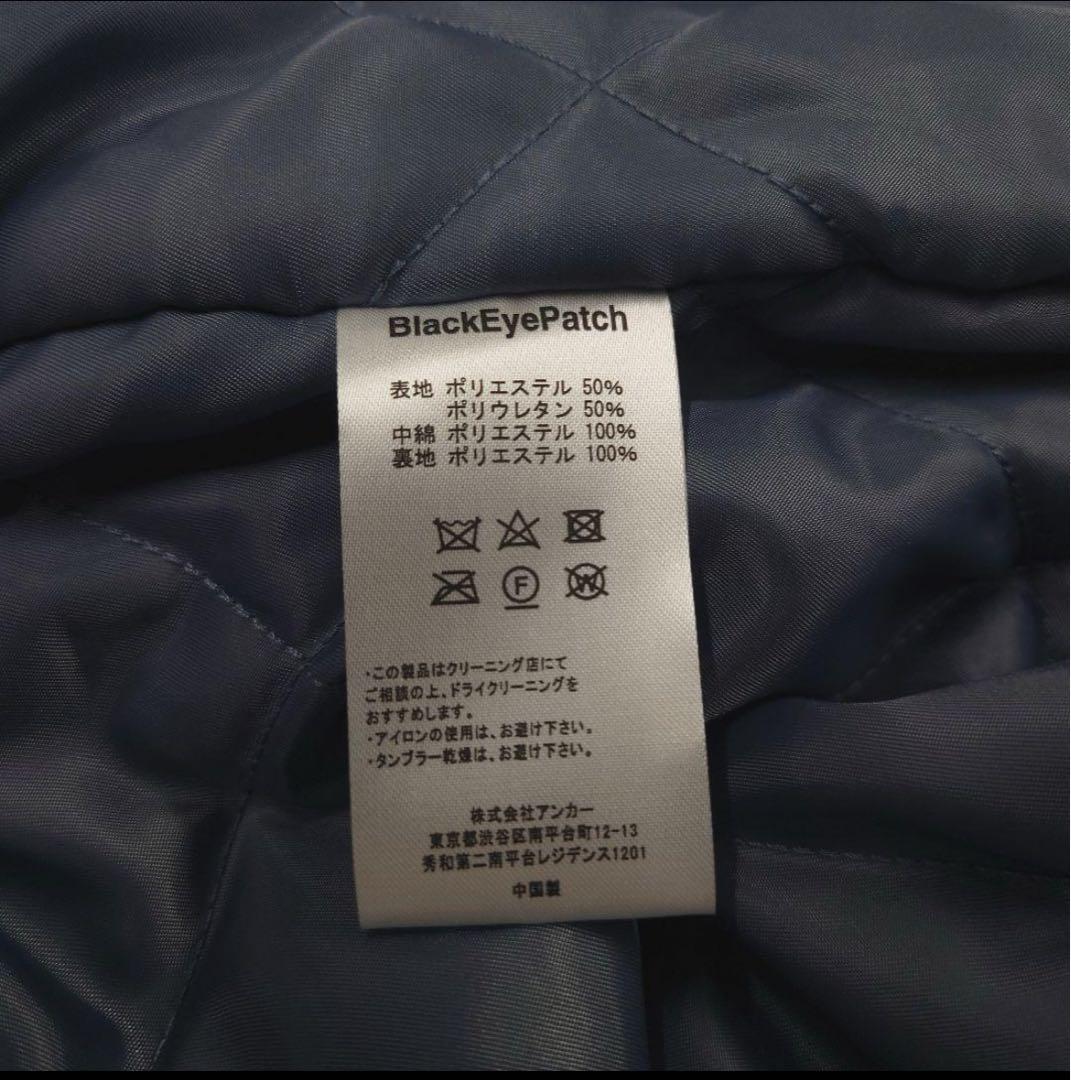 BlackEyePatch
表地 ポリエステル 50%
ポリウレタン 50%
中綿 ポリエステル 100%
裏地 ポリエステル 100%
F W
・この製品はクリーニング店にて
ご相談の上、ドライクリーニングを
おすすめします。
・アイロンの使用は、お避け下さい。
・タンブラー乾燥は、お避け下さい。
株式会社アンカー
東京都渋谷区南平台町12-13
秀和第二南平台レジデンス1201
中国製